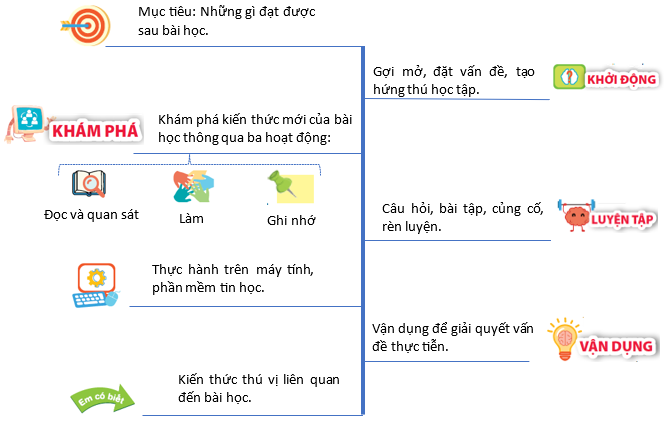 Mục tiêu: Những gì đạt được
sau bài học.
Gợi mở, đặt vấn đề, tạo
hứng thú học tập.
KHỞI ĐỘNG
KHÁM PHÁ
Khám phá kiến thức mới của bài
học thông qua ba hoạt động:
Đọc và quan sát
Làm
Ghi nhớ
Câu hỏi, bài tập, củng cố,
rèn luyện.
LUYỆN TẬP
Thực hành trên máy tính,
phần mềm tin học.
Vận dụng để giải quyết vấn
đề thực tiễn.
VẬN DỤNG
Em có biết
Kiến thức thú vị liên quan
đến bài học.